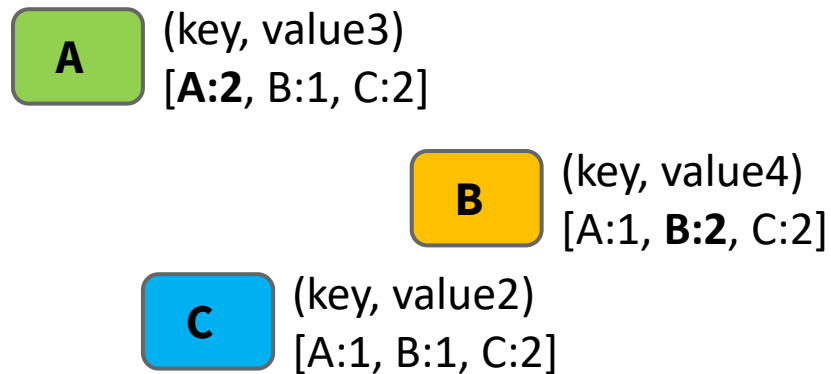 A
(key, value3)
[A:2, B:1, C:2]
B
(key, value4)
[A:1, B:2, C:2]
C
(key, value2)
[A:1, B:1, C:2]